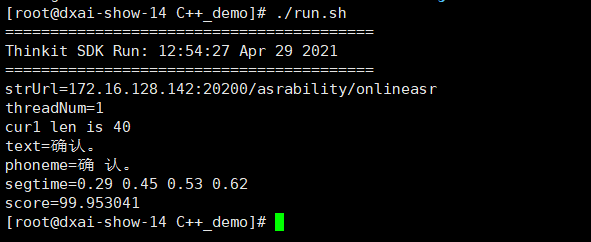 [root@dxai-show-14 C++_demo]# ./run.sh
=========================================
Thinkit SDK Run: 12:54:27 Apr 29 2021
=========================================
strUrl=172.16.128.142:20200/asrability/onlineasr
threadNum=1
cur1 len is 40
text=确认。
phoneme=确 认。
segtime=0.29 0.45 0.53 0.62
score=99.953041
[root@dxai-show-14 C++_demo]#